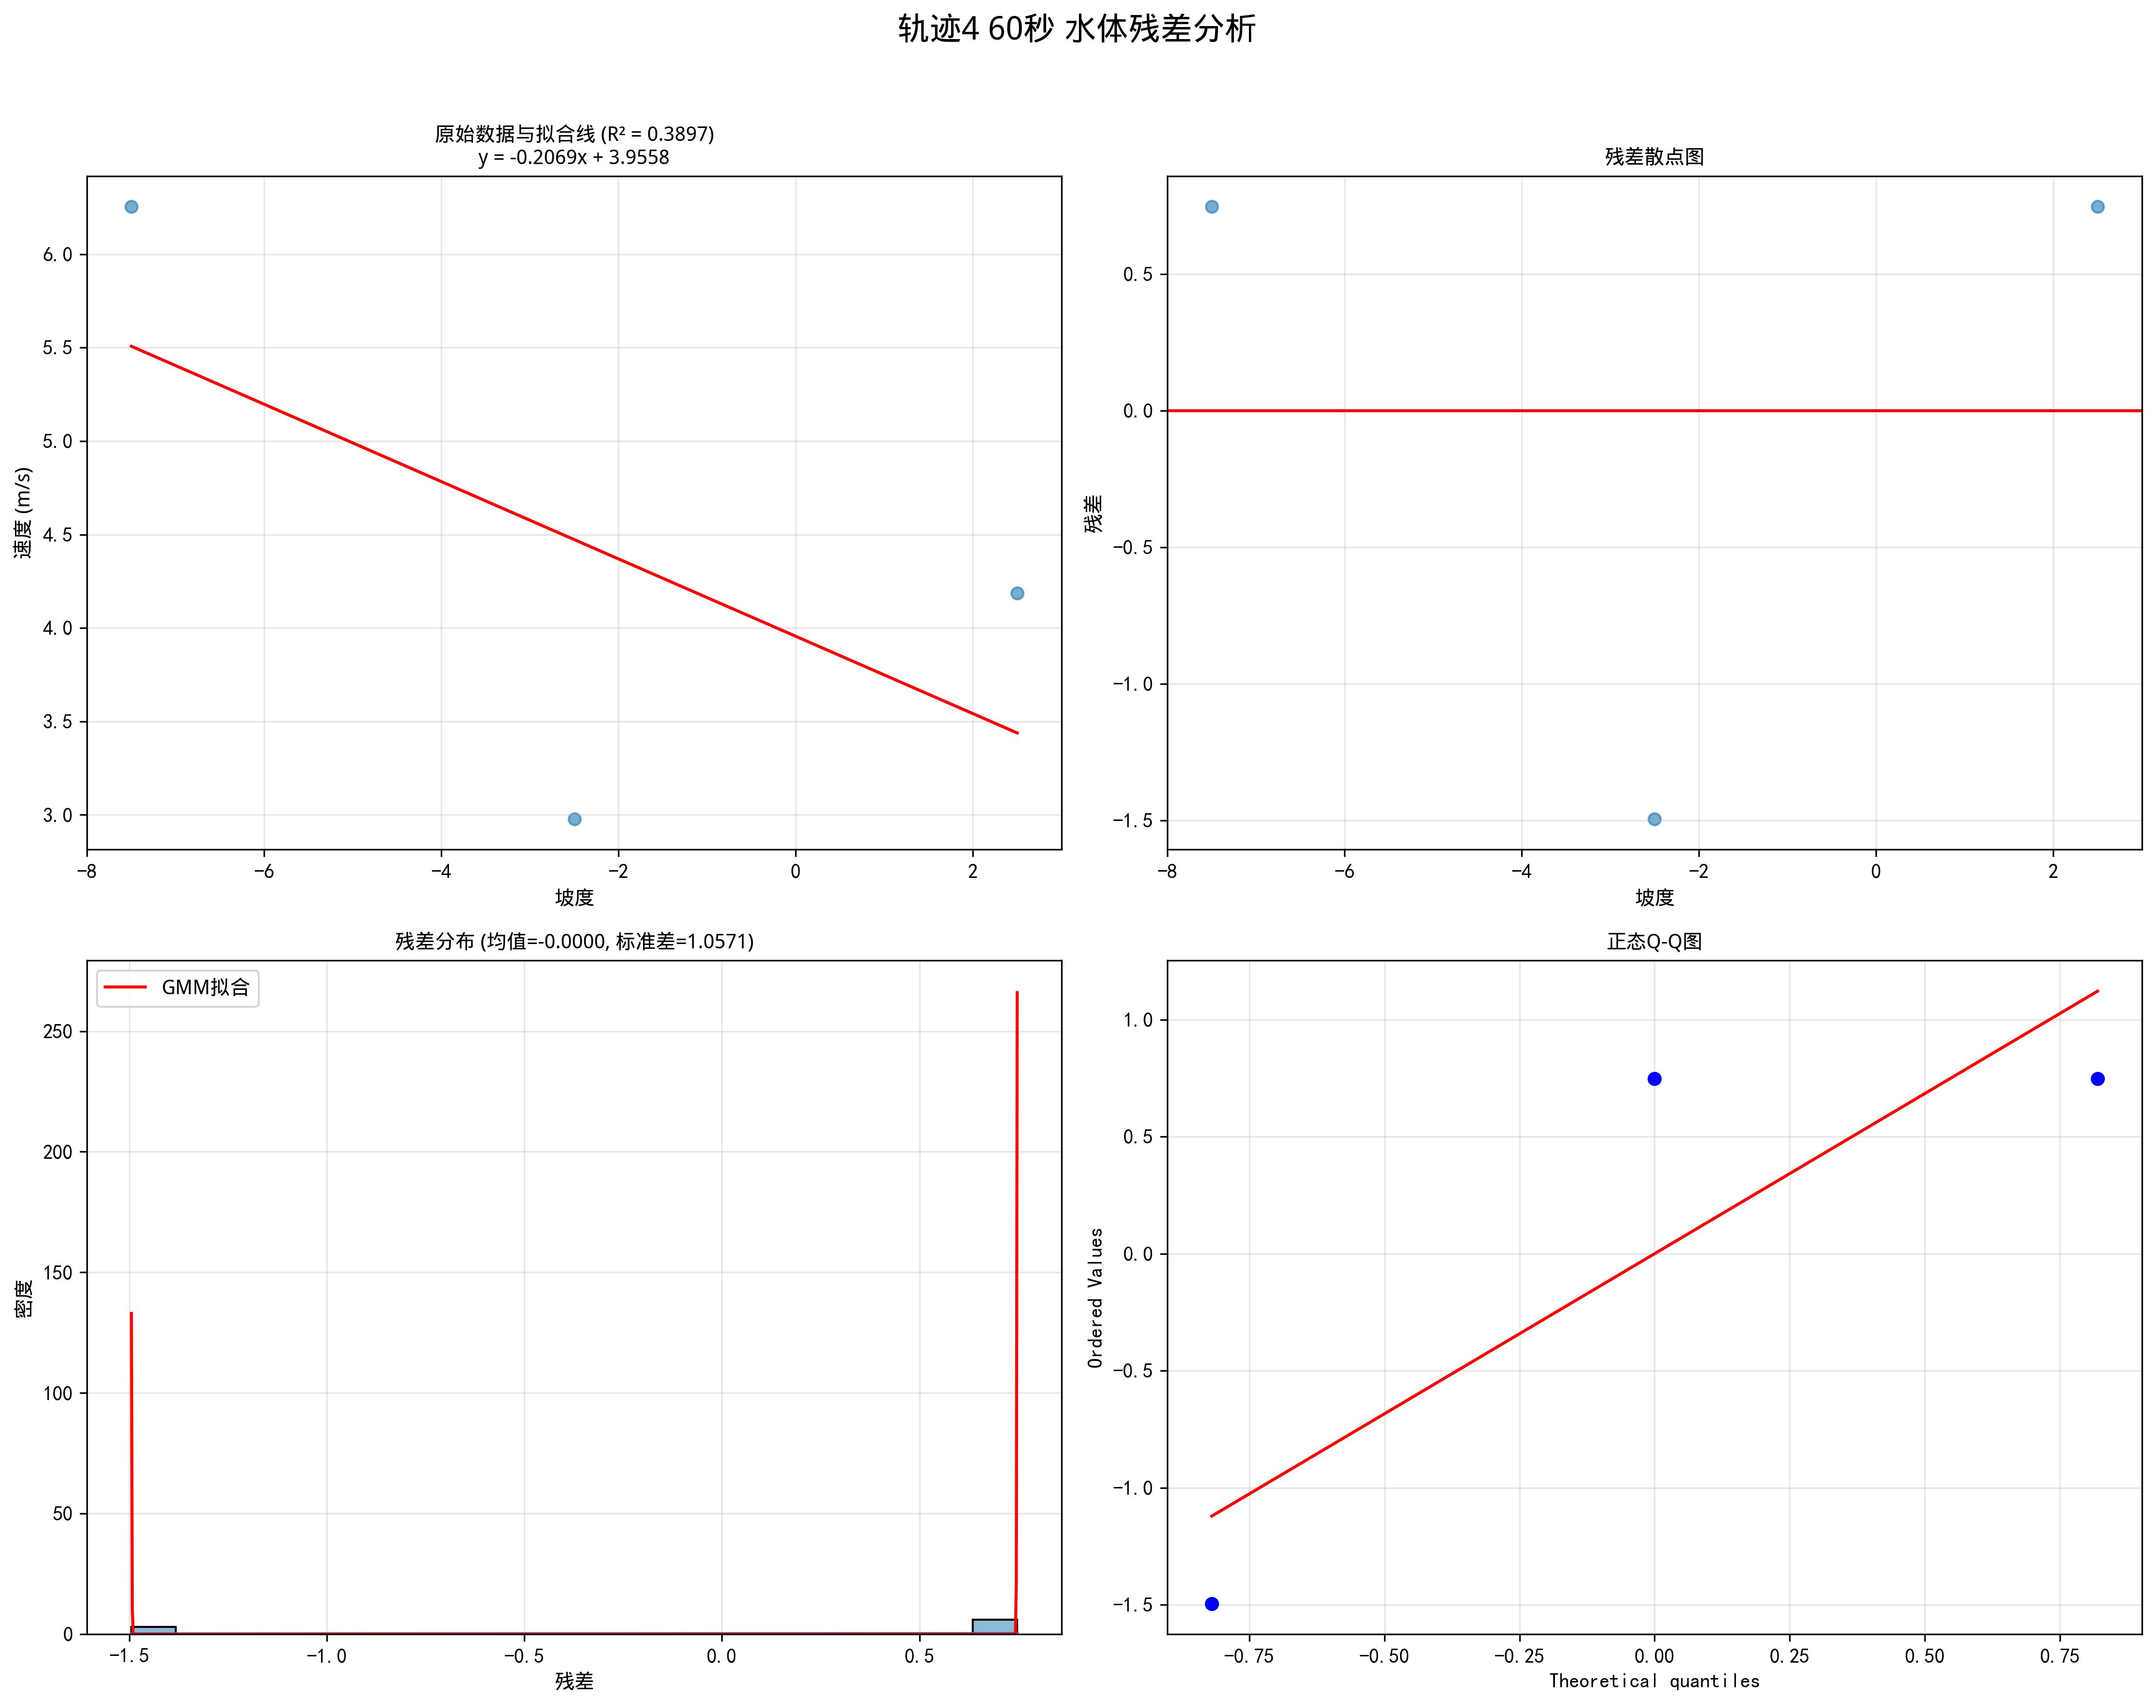 轨迹4 60秒 水体残差分析
原始数据与拟合线 (R² = 0.3897)
y = -0.2069x + 3.9558
速度 (m/s)
6.0
5.5
5.0
4.5
4.0
3.5
3.0
−8 −6 −4 −2 0 2
坡度
残差散点图
残差
0.5
0.0
−0.5
−1.0
−1.5
−8 −6 −4 −2 0 2
坡度
残差分布 (均值=-0.0000, 标准差=1.0571)
GMM拟合
密度
250
200
150
100
50
0
−1.5 −1.0 −0.5 0.0 0.5
残差
正态Q-Q图
Ordered Values
1.0
0.5
0.0
−0.5
−1.0
−1.5
−0.75 −0.50 −0.25 0.00 0.25 0.50 0.75
Theoretical quantiles